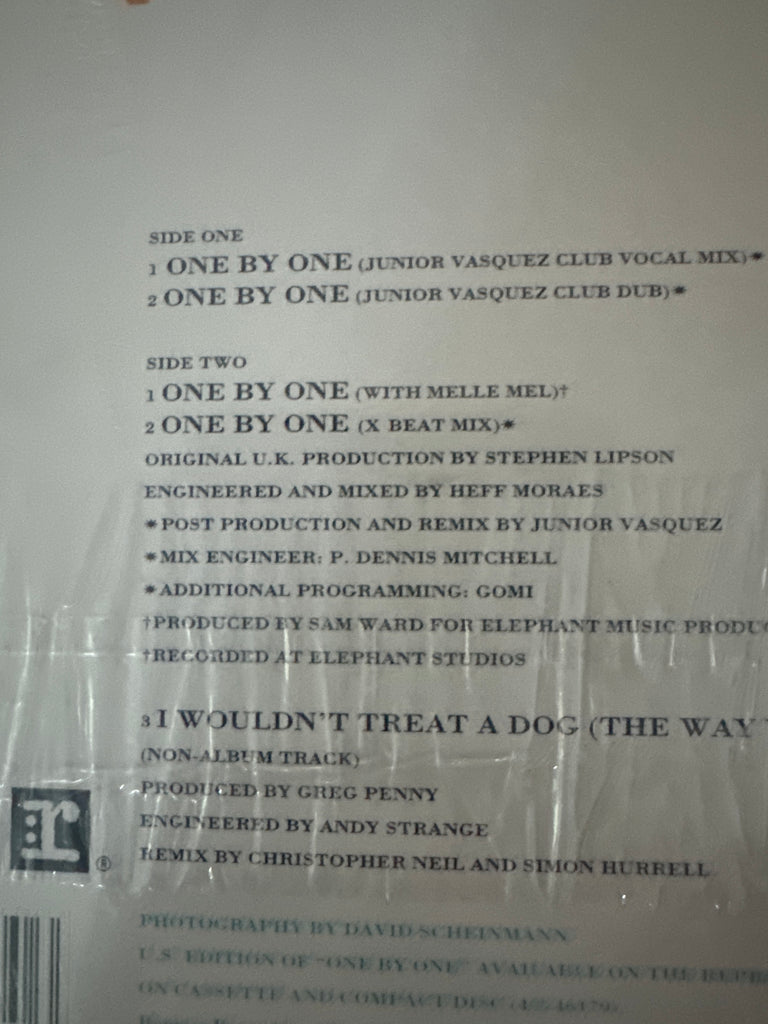 SIDE ONE
1 ONE BY ONE (JUNIOR VASQUEZ CLUB VOCAL MIX)*
2 ONE BY ONE (JUNIOR VASQUEZ CLUB DUB)*
SIDE TWO
1 ONE BY ONE (WITH MELLE MEL)†
2 ONE BY ONE (X BEAT MIX)*
ORIGINAL U.K. PRODUCTION BY STEPHEN LIPSON
ENGINEERED AND MIXED BY HEFF MORAES
*POST PRODUCTION AND REMIX BY JUNIOR VASQUEZ
*MIX ENGINEER: P. DENNIS MITCHELL
*ADDITIONAL PROGRAMMING: GOMI
†PRODUCED BY SAM WARD FOR ELEPHANT MUSIC PRODUC
†RECORDED AT ELEPHANT STUDIOS
3 I WOULDN'T TREAT A DOG (THE WAY
(NON-ALBUM TRACK)
PRODUCED BY GREG PENNY
ENGINEERED BY ANDY STRANGE
REMIX BY CHRISTOPHER NEIL AND SIMON HURRELL
:r ®
PHOTOGRAPHY BY DAVID SCHEINMANN
U.S. EDITION OF "ONE BY ONE" AVAILABLE ON THE
ON CASSETTE AND COMPACT DISC